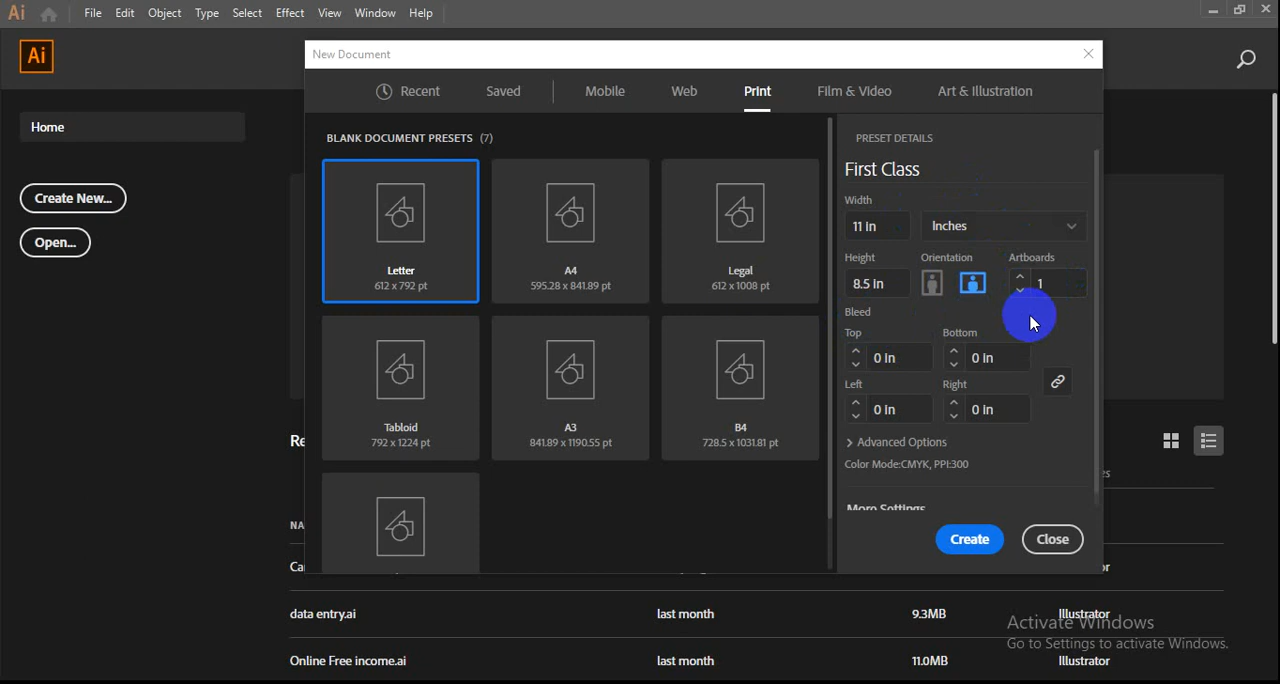 Ai File Edit Object Type Select Effect View Window Help
Ai
New Document
Recent Saved Mobile Web Print Film & Video Art & Illustration
Home
Create New...
Open...
BLANK DOCUMENT PRESETS (7)
Letter
612 x 792 pt
A4
595.28 x 841.89 pt
Legal
612 x 1008 pt
Tabloid
792 x 1224 pt
A3
841.89 x 1190.55 pt
B4
728.5 x 1031.81 pt
PRESET DETAILS
First Class
Width
11 in Inches
Height Orientation Artboards
8.5 in 1
Bleed
Top Bottom
0 in 0 in
Left Right
0 in 0 in
Advanced Options
Color Mode:CMYK, PPI:300
More Settings
Create Close
Re
NA
Ca or
data entry.ai last month 9.3MB Illustrator
Online Free income.ai last month 11.0MB Illustrator
Activate Windows
Go to Settings to activate Windows.